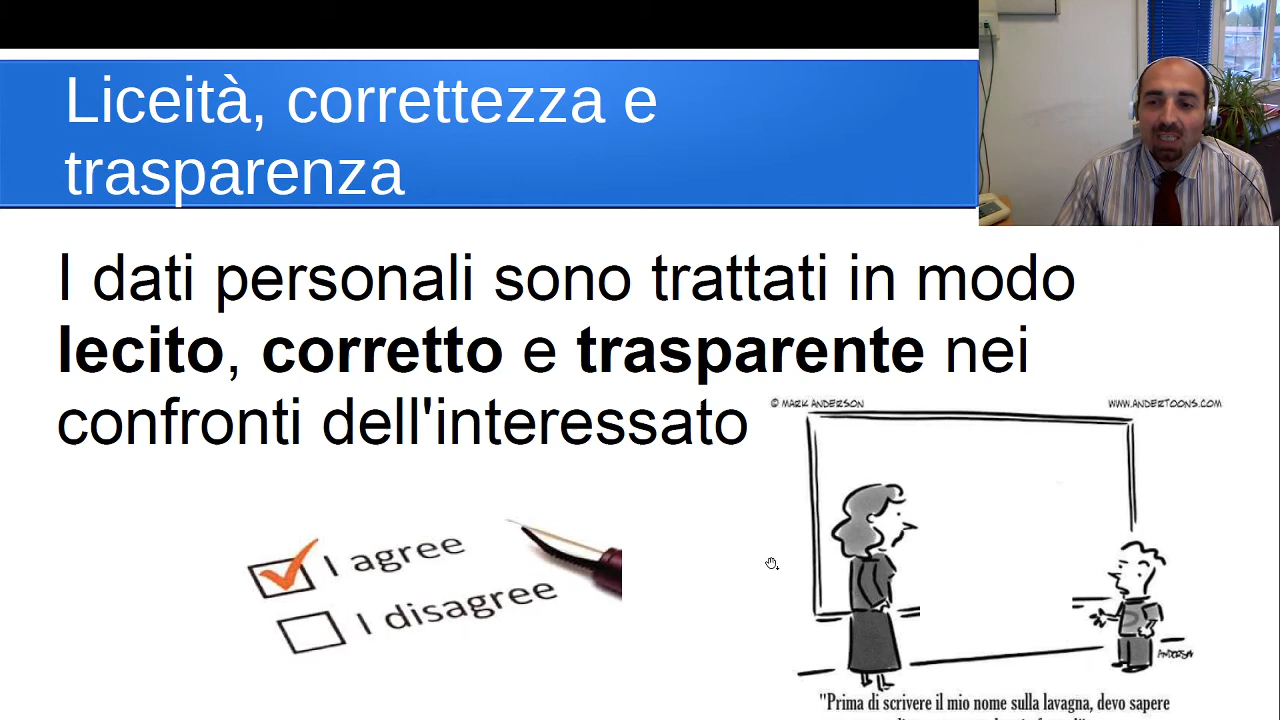 Liceità, correttezza e
trasparenza
I dati personali sono trattati in modo
lecito, corretto e trasparente nei
confronti dell'interessato
© MARK ANDERSON
WWW.ANDERTOONS.COM
I agree
I disagree
"Prima di scrivere il mio nome sulla lavagna, devo sapere